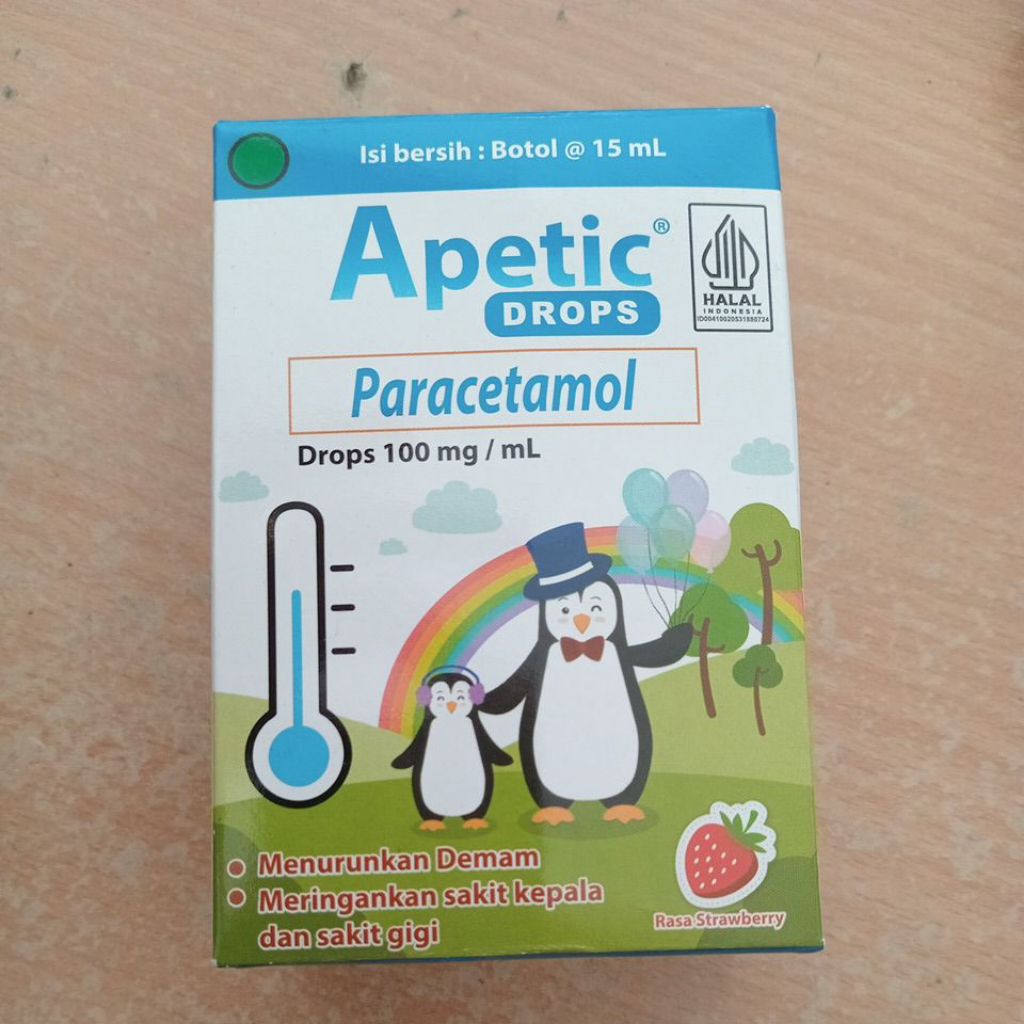 Isi bersih : Botol @ 15 mL
Apetic®
DROPS
HALAL
INDONESIA
ID00410020531880724
Paracetamol
Drops 100 mg / mL
Menurunkan Demam
Meringankan sakit kepala
dan sakit gigi
Rasa Strawberry